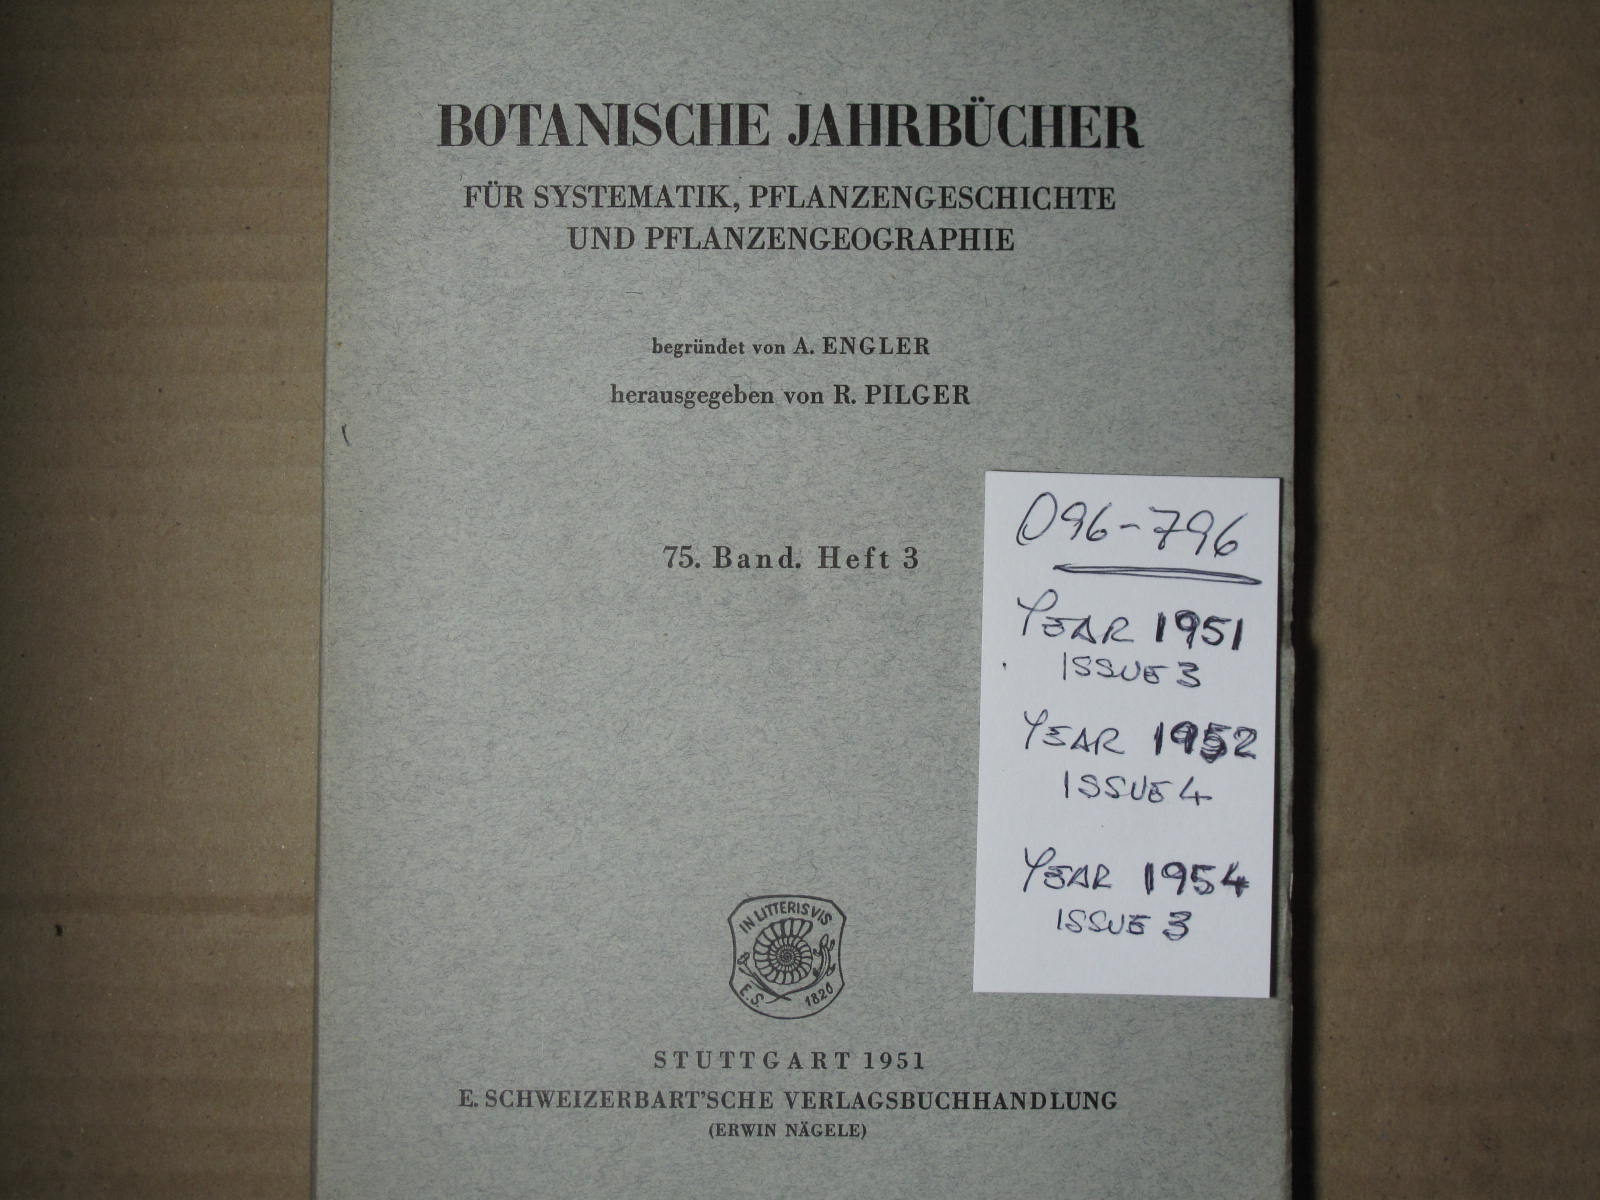 BOTANISCHE JAHRBÜCHER
FÜR SYSTEMATIK, PFLANZENGESCHICHTE
UND PFLANZENGEOGRAPHIE
begründet von A. ENGLER
herausgegeben von R. PILGER
75. Band. Heft 3
IN LITTERIS VIS
E. S. 1826
STUTTGART 1951
E. SCHWEIZERBART'SCHE VERLAGSBUCHHANDLUNG
(ERWIN NÄGELE)
096-796
YEAR 1951
ISSUE 3
YEAR 1952
ISSUE 4
YEAR 1954
ISSUE 3